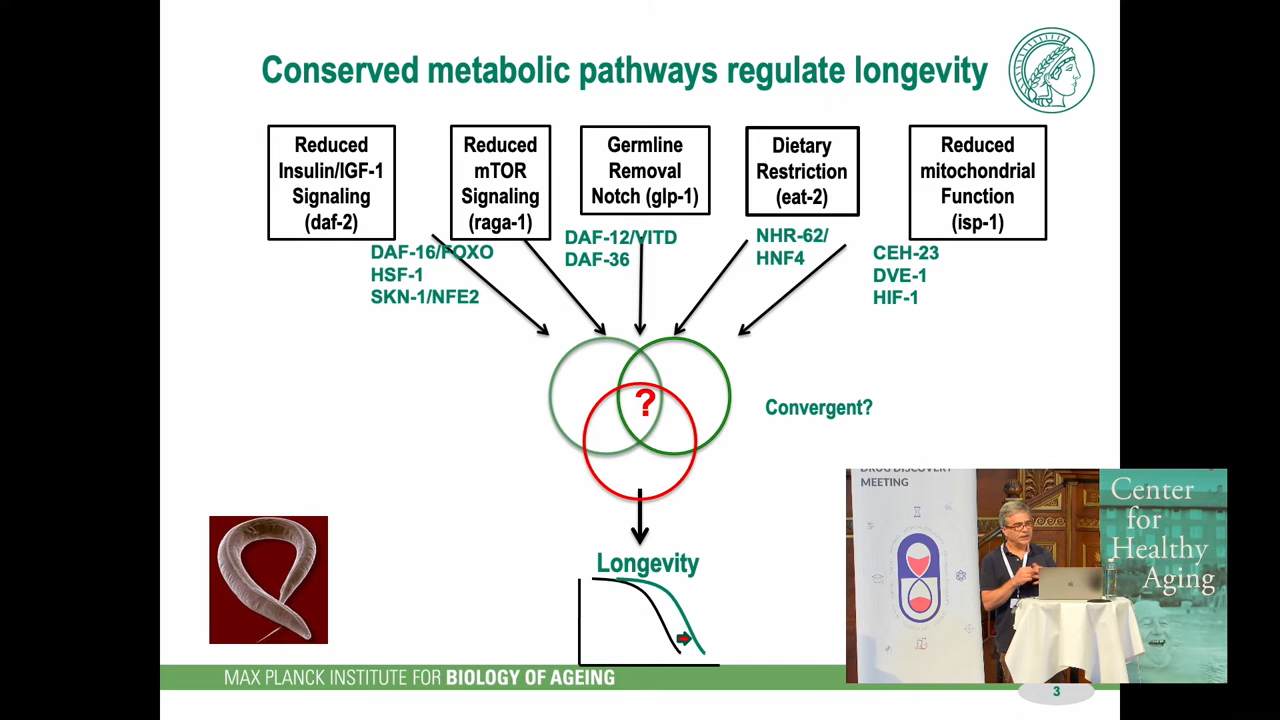 Conserved metabolic pathways regulate longevity
Reduced
Insulin/IGF-1
Signaling
(daf-2)
Reduced
mTOR
Signaling
(raga-1)
Germline
Removal
Notch (glp-1)
Dietary
Restriction
(eat-2)
Reduced
mitochondrial
Function
(isp-1)
DAF-16/FOXO
HSF-1
SKN-1/NFE2
DAF-12/VITD
DAF-36
NHR-62/
HNF4
CEH-23
DVE-1
HIF-1
?
Convergent?
Longevity
DRUG DISCOVERY
MEETING
Center
for
Healthy
Aging
MAX PLANCK INSTITUTE FOR BIOLOGY OF AGEING
3